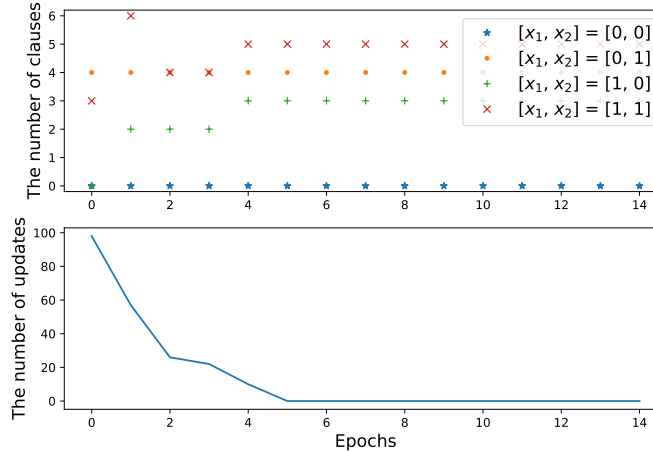 The number of clauses
6
5
4
3
2
1
0
[x₁, x₂] = [0, 0]
[x₁, x₂] = [0, 1]
[x₁, x₂] = [1, 0]
[x₁, x₂] = [1, 1]
0 2 4 6 8 10 12 14
The number of updates
100
80
60
40
20
0
0 2 4 6 8 10 12 14
Epochs